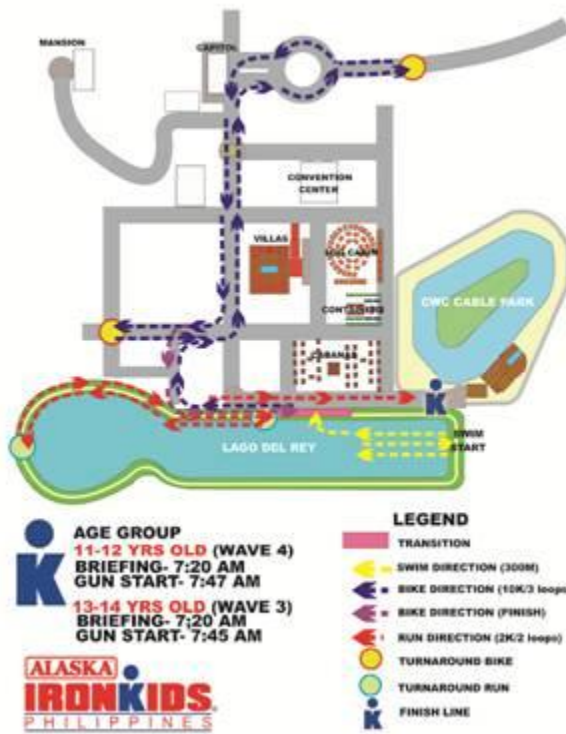 MANSION
CAPITOL
CONVENTION
CENTER
VILLAS
CWC CABLE PARK
CABANAS
LAGO DEL REY
SWIM
START
AGE GROUP
11-12 YRS OLD (WAVE 4)
BRIEFING- 7:20 AM
GUN START- 7:47 AM
13-14 YRS OLD (WAVE 3)
BRIEFING- 7:20 AM
GUN START- 7:45 AM
ALASKA
IRONKIDS
PHILIPPINES
LEGEND
TRANSITION
SWIM DIRECTION (300M)
BIKE DIRECTION (10K/3 loops)
BIKE DIRECTION (FINISH)
RUN DIRECTION (2K/2 loops)
TURNAROUND BIKE
TURNAROUND RUN
FINISH LINE